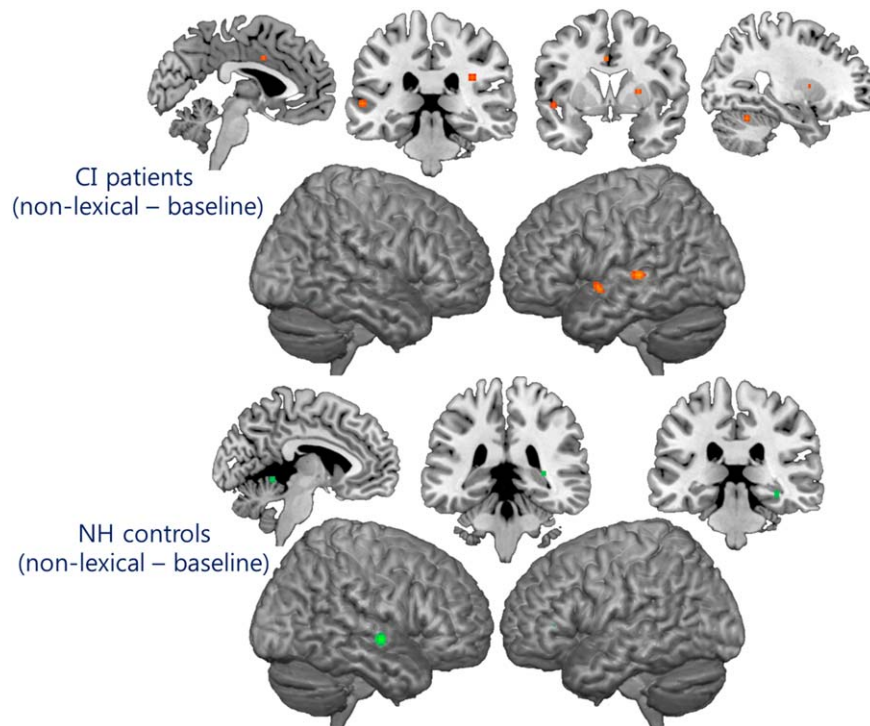 CI patients
(non-lexical – baseline)
NH controls
(non-lexical – baseline)